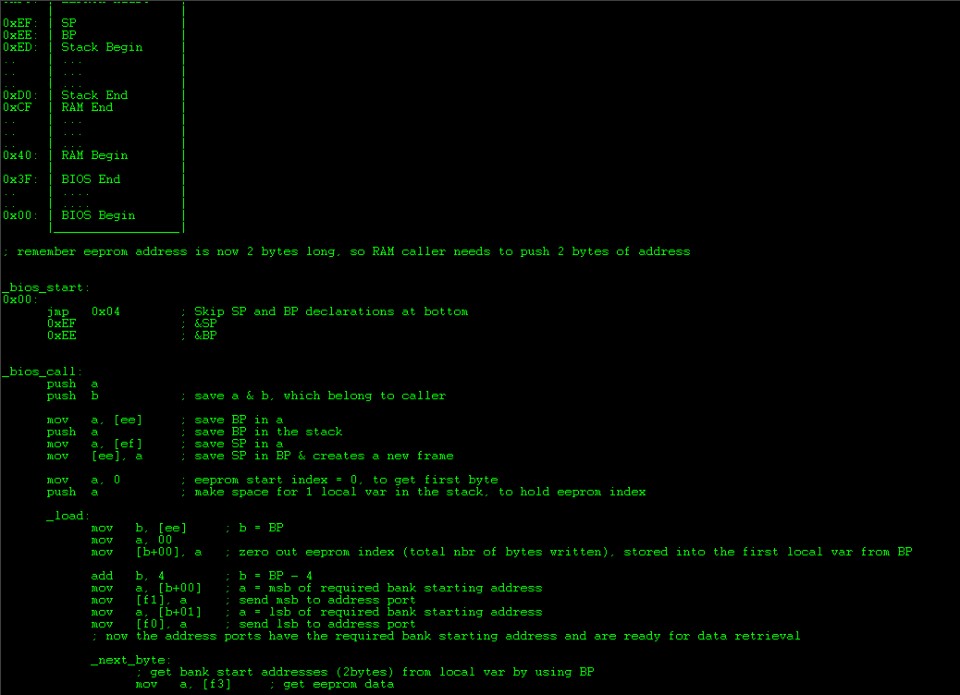 0xEF: | SP |
0xEE: | BP |
0xED: | Stack Begin |
.. | ... |
.. | ... |
.. | ... |
0xD0: | Stack End |
0xCF | RAM End |
.. | ... |
.. | ... |
.. | ... |
0x40: | RAM Begin |
0x3F: | BIOS End |
.. | .... |
.. | .... |
0x00: | BIOS Begin |
; remember eeprom address is now 2 bytes long, so RAM caller needs to push 2 bytes of address
_bios_start:
0x00:
jmp 0x04 ; Skip SP and BP declarations at bottom
0xEF ; &SP
0xEE ; &BP
_bios_call:
push a
push b ; save a & b, which belong to caller
mov a, [ee] ; save BP in a
push a ; save BP in the stack
mov a, [ef] ; save SP in a
mov [ee], a ; save SP in BP & creates a new frame
mov a, 0 ; eeprom start index = 0, to get first byte
push a ; make space for 1 local var in the stack, to hold eeprom index
_load:
mov b, [ee] ; b = BP
mov a, 00
mov [b+00], a ; zero out eeprom index (total nbr of bytes written), stored into the first local var from BP
add b, 4 ; b = BP - 4
mov a, [b+00] ; a = msb of required bank starting address
mov [f1], a ; send msb to address port
mov a, [b+01] ; a = lsb of required bank starting address
mov [f0], a ; send lsb to address port
; now the address ports have the required bank starting address and are ready for data retrieval
_next_byte:
; get bank start addresses (2bytes) from local var by using BP
mov a, [f3] ; get eeprom data